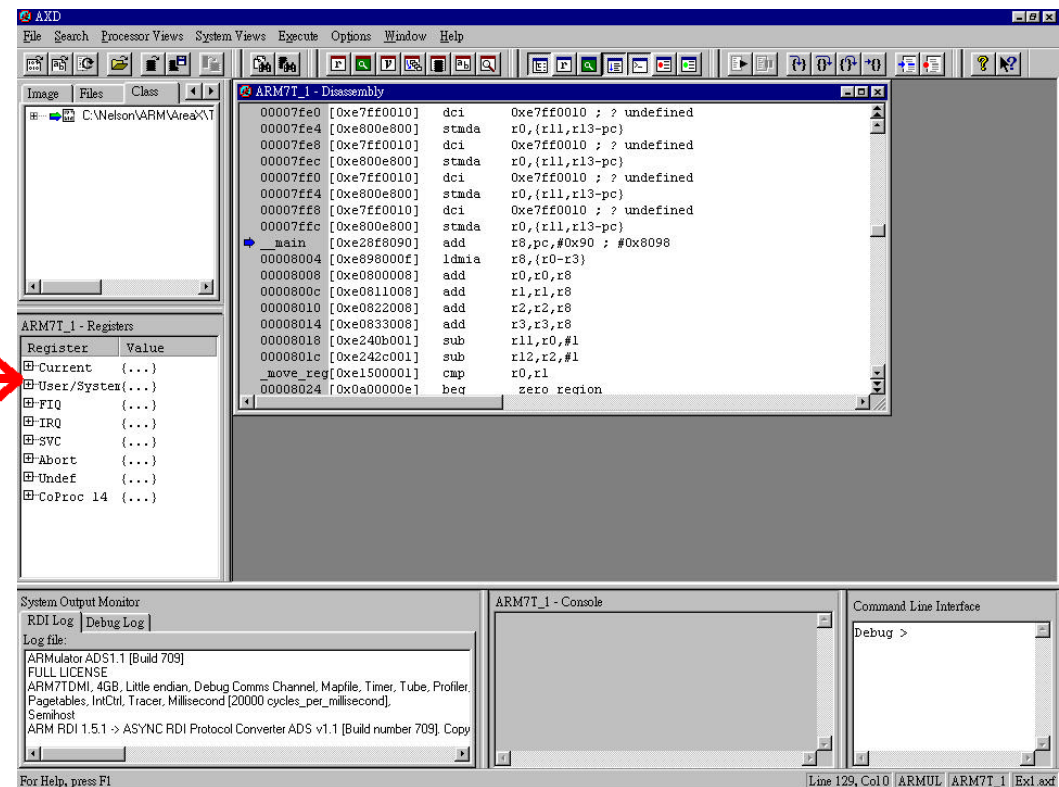 AXD
File Search Processor Views System Views Execute Options Window Help
Image Files Class
C:\Nelson\ARM\AreaX\T
ARM7T_1 - Disassembly
00007fe0 [0xe7ff0010] dci 0xe7ff0010 ; ? undefined
00007fe4 [0xe800e800] stmda r0,{r11,r13-pc}
00007fe8 [0xe7ff0010] dci 0xe7ff0010 ; ? undefined
00007fec [0xe800e800] stmda r0,{r11,r13-pc}
00007ff0 [0xe7ff0010] dci 0xe7ff0010 ; ? undefined
00007ff4 [0xe800e800] stmda r0,{r11,r13-pc}
00007ff8 [0xe7ff0010] dci 0xe7ff0010 ; ? undefined
00007ffc [0xe800e800] stmda r0,{r11,r13-pc}
__main [0xe28f8090] add r8,pc,#0x90 ; #0x8098
00008004 [0xe898000f] ldmia r8,{r0-r3}
00008008 [0xe0800008] add r0,r0,r8
0000800c [0xe0811008] add r1,r1,r8
00008010 [0xe0822008] add r2,r2,r8
00008014 [0xe0833008] add r3,r3,r8
00008018 [0xe240b001] sub r11,r0,#1
0000801c [0xe242c001] sub r12,r2,#1
_move_reg[0xe1500001] cmp r0,r1
00008024 [0x0a00000e] beq zero region
ARM7T_1 - Registers
Register Value
Current {...}
User/System{...}
FIQ {...}
IRQ {...}
SVC {...}
Abort {...}
Undef {...}
CoProc 14 {...}
System Output Monitor
RDI Log Debug Log
Log file:
ARMulator ADS1.1 [Build 709]
FULL LICENSE
ARM7TDMI, 4GB, Little endian, Debug Comms Channel, Mapfile, Timer, Tube, Profiler,
Pagetables, IntCtrl, Tracer, Millisecond [20000 cycles_per_millisecond],
Semihost
ARM RDI 1.5.1 -> ASYNC RDI Protocol Converter ADS v1.1 [Build number 709]. Copy
ARM7T_1 - Console
Command Line Interface
Debug >
For Help, press F1
Line 129, Col 0 ARMUL ARM7T_1 Ex1.axf